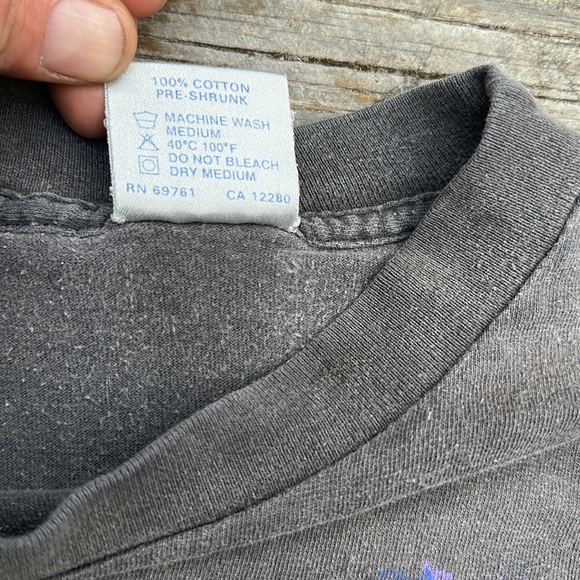 100% COTTON
PRE-SHRUNK
MACHINE WASH
MEDIUM
40°C 100°F
DO NOT BLEACH
DRY MEDIUM
RN 69761 CA 12280